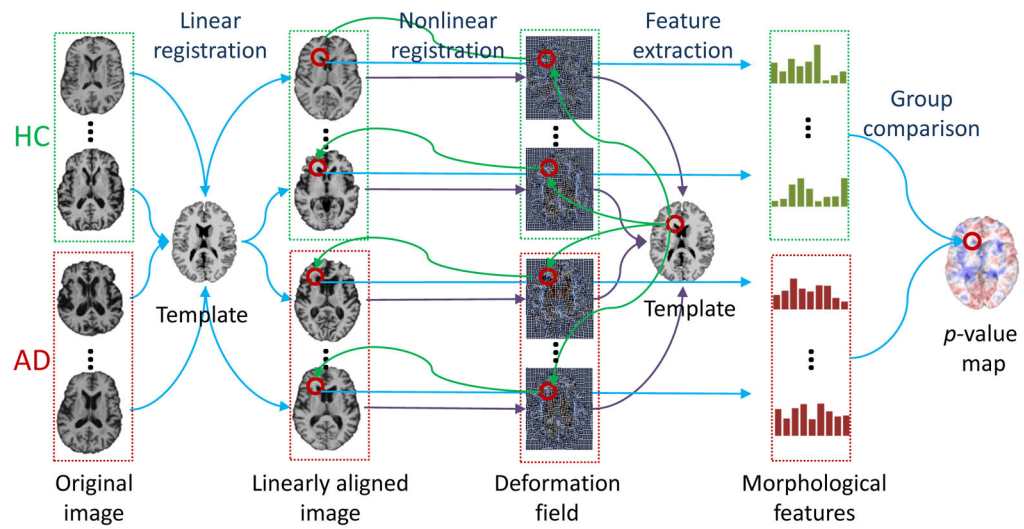 Linear
registration
Nonlinear
registration
Feature
extraction
HC
Group
comparison
Template
Template
AD
p-value
map
Original
image
Linearly aligned
image
Deformation
field
Morphological
features